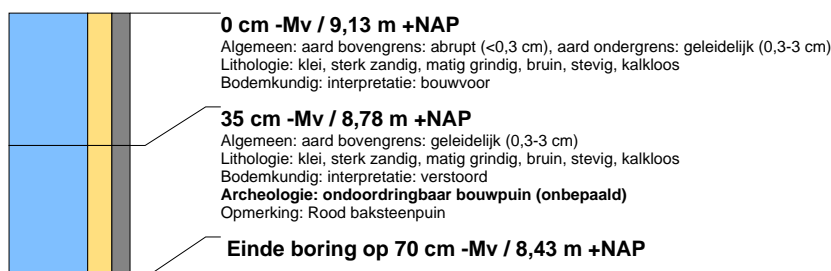 0 cm -Mv / 9,13 m +NAP
Algemeen: aard bovengrens: abrupt (<0,3 cm), aard ondergrens: geleidelijk (0,3-3 cm)
Lithologie: klei, sterk zandig, matig grindig, bruin, stevig, kalkloos
Bodemkundig: interpretatie: bouwvoor
35 cm -Mv / 8,78 m +NAP
Algemeen: aard bovengrens: geleidelijk (0,3-3 cm)
Lithologie: klei, sterk zandig, matig grindig, bruin, stevig, kalkloos
Bodemkundig: interpretatie: verstoord
Archeologie: ondoordringbaar bouwpuin (onbepaald)
Opmerking: Rood baksteenpuin
Einde boring op 70 cm -Mv / 8,43 m +NAP